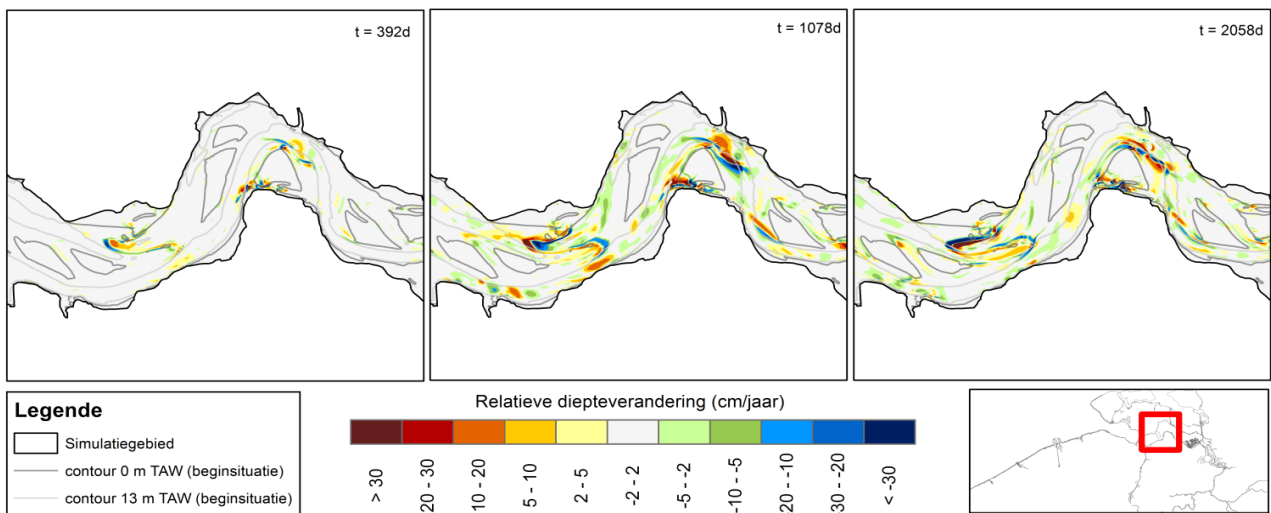 t = 392d
t = 1078d
t = 2058d
Legende
Simulatiegebied
contour 0 m TAW (beginsituatie)
contour 13 m TAW (beginsituatie)
Relatieve diepteverandering (cm/jaar)
> 30
20 - 30
10 - 20
5 - 10
2 - 5
-2 - 2
-5 - -2
-10 - -5
20 - -10
30 - -20
< -30